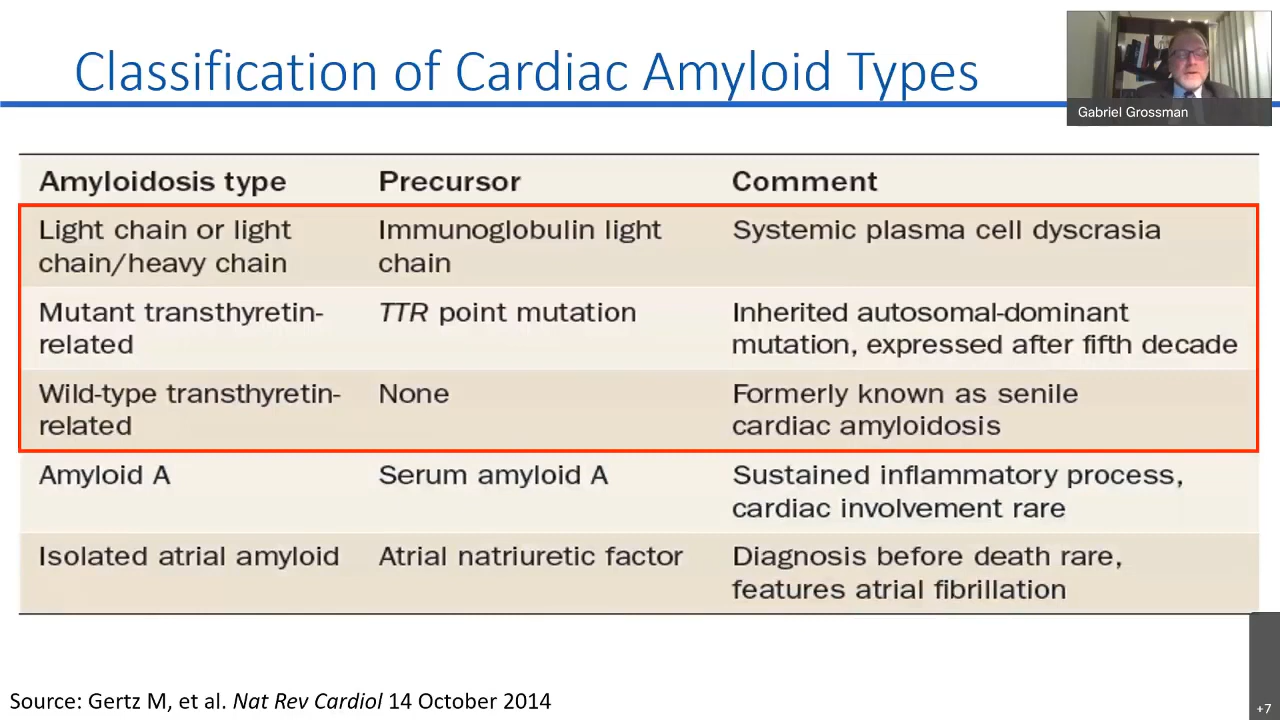 Classification of Cardiac Amyloid Types
Gabriel Grossman
Amyloidosis type Precursor Comment
Light chain or light Immunoglobulin light Systemic plasma cell dyscrasia
chain/heavy chain chain
Mutant transthyretin- TTR point mutation Inherited autosomal-dominant
related mutation, expressed after fifth decade
Wild-type transthyretin- None Formerly known as senile
related cardiac amyloidosis
Amyloid A Serum amyloid A Sustained inflammatory process,
cardiac involvement rare
Isolated atrial amyloid Atrial natriuretic factor Diagnosis before death rare,
features atrial fibrillation
Source: Gertz M, et al. Nat Rev Cardiol 14 October 2014
+7